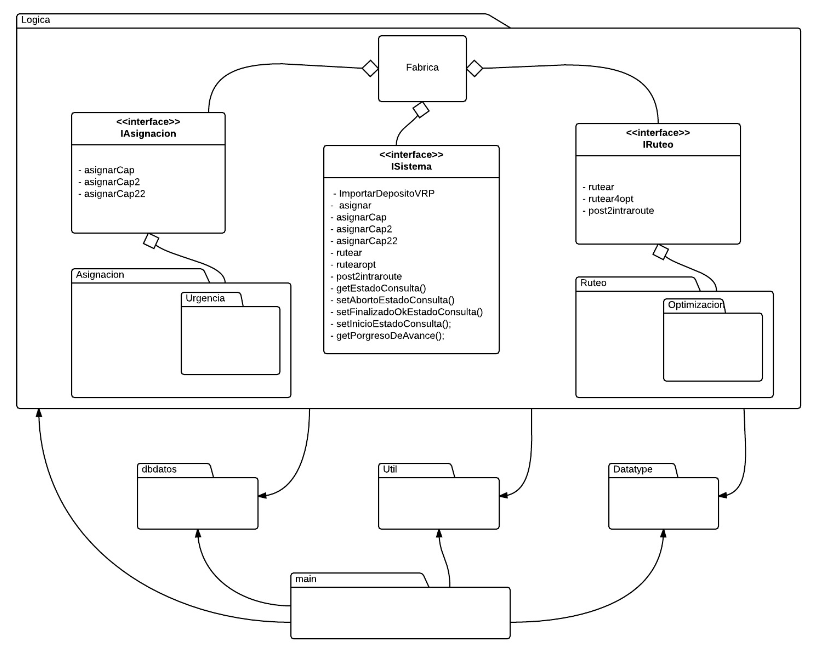 Logica
Fabrica
<<interface>>
IAsignacion
- asignarCap
- asignarCap2
- asignarCap22
<<interface>>
ISistema
- ImportarDepositoVRP
- asignar
- asignarCap
- asignarCap2
- asignarCap22
- rutear
- rutearopt
- post2intraroute
- getEstadoConsulta()
- setAbortoEstadoConsulta()
- setFinalizadoOkEstadoConsulta()
- setInicioEstadoConsulta();
- getPorgresoDeAvance();
<<interface>>
IRuteo
- rutear
- rutear4opt
- post2intraroute
Asignacion
Urgencia
Ruteo
Optimizacion
dbdatos
Util
Datatype
main